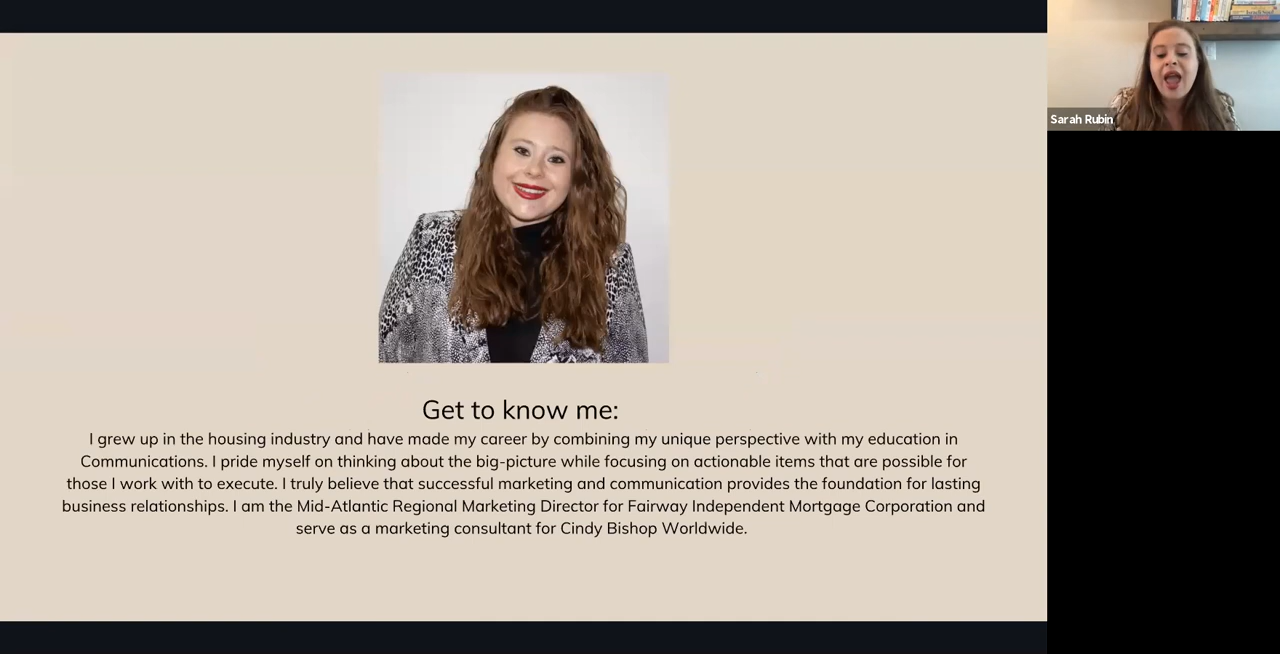 Sarah Rubin
Get to know me:
I grew up in the housing industry and have made my career by combining my unique perspective with my education in
Communications. I pride myself on thinking about the big-picture while focusing on actionable items that are possible for
those I work with to execute. I truly believe that successful marketing and communication provides the foundation for lasting
business relationships. I am the Mid-Atlantic Regional Marketing Director for Fairway Independent Mortgage Corporation and
serve as a marketing consultant for Cindy Bishop Worldwide.